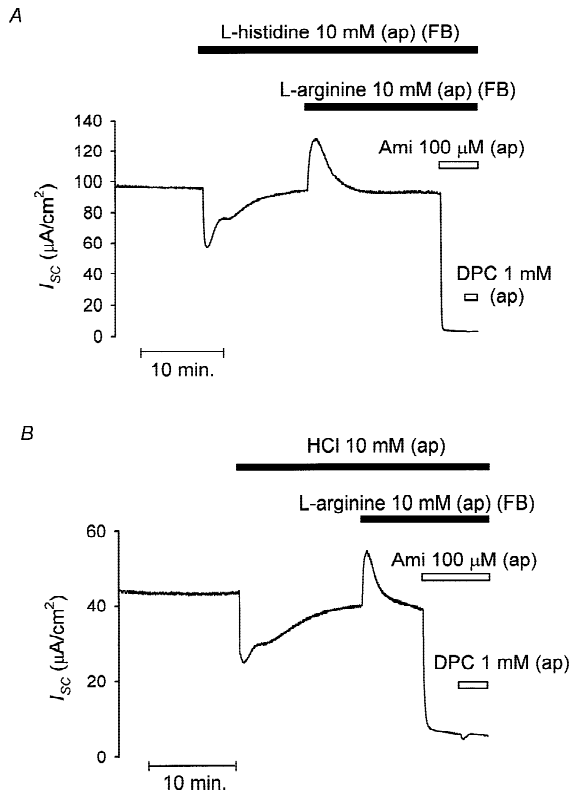 A
L-histidine 10 mM (ap) (FB)
L-arginine 10 mM (ap) (FB)
140
120
100
80
60
40
20
0
I_SC (µA/cm²)
Ami 100 µM (ap)
DPC 1 mM
(ap)
10 min.
B
HCl 10 mM (ap)
L-arginine 10 mM (ap) (FB)
60
40
20
0
I_SC (µA/cm²)
Ami 100 µM (ap)
DPC 1 mM (ap)
10 min.